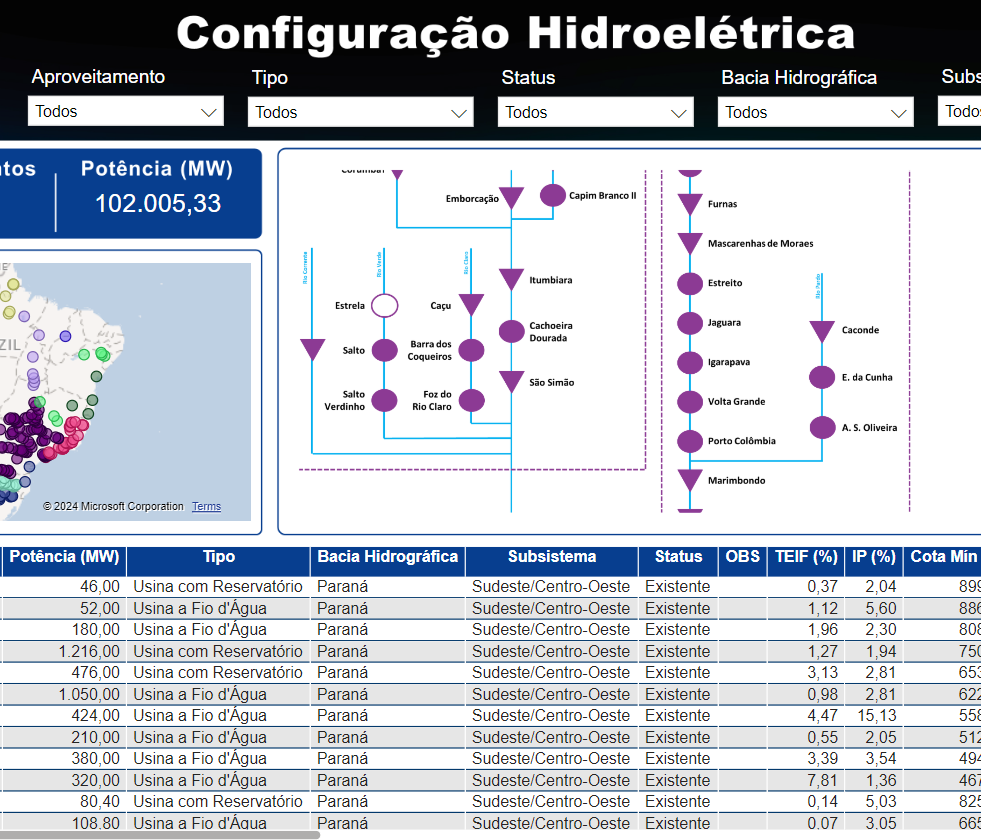 Configuração Hidroelétrica
Aproveitamento Tipo Status Bacia Hidrográfica Subs
Todos Todos Todos Todos Todos
ntos Potência (MW)
102.005,33
ZIL
© 2024 Microsoft Corporation Terms
Corumbá I
Emborcação Capim Branco II
Rio Corrente
Rio Verde
Rio Claro
Itumbiara
Estrela Caçu
Cachoeira
Dourada
Salto Barra dos
Coqueiros
São Simão
Salto
Verdinho
Foz do
Rio Claro
Furnas
Mascarenhas de Moraes
Estreito
Rio Pardo
Jaguara
Caconde
Igarapava
E. da Cunha
Volta Grande
A. S. Oliveira
Porto Colômbia
Marimbondo
Potência (MW) Tipo Bacia Hidrográfica Subsistema Status OBS TEIF (%) IP (%) Cota Mín
46,00 Usina com Reservatório Paraná Sudeste/Centro-Oeste Existente 0,37 2,04 899
52,00 Usina a Fio d'Água Paraná Sudeste/Centro-Oeste Existente 1,12 5,60 886
180,00 Usina a Fio d'Água Paraná Sudeste/Centro-Oeste Existente 1,96 2,30 808
1.216,00 Usina com Reservatório Paraná Sudeste/Centro-Oeste Existente 1,27 1,94 750
476,00 Usina com Reservatório Paraná Sudeste/Centro-Oeste Existente 3,13 2,81 653
1.050,00 Usina a Fio d'Água Paraná Sudeste/Centro-Oeste Existente 0,98 2,81 622
424,00 Usina a Fio d'Água Paraná Sudeste/Centro-Oeste Existente 4,47 15,13 558
210,00 Usina a Fio d'Água Paraná Sudeste/Centro-Oeste Existente 0,55 2,05 512
380,00 Usina a Fio d'Água Paraná Sudeste/Centro-Oeste Existente 3,39 3,54 494
320,00 Usina a Fio d'Água Paraná Sudeste/Centro-Oeste Existente 7,81 1,36 467
80,40 Usina com Reservatório Paraná Sudeste/Centro-Oeste Existente 0,14 5,03 825
108,80 Usina a Fio d'Água Paraná Sudeste/Centro-Oeste Existente 0,07 3,05 665